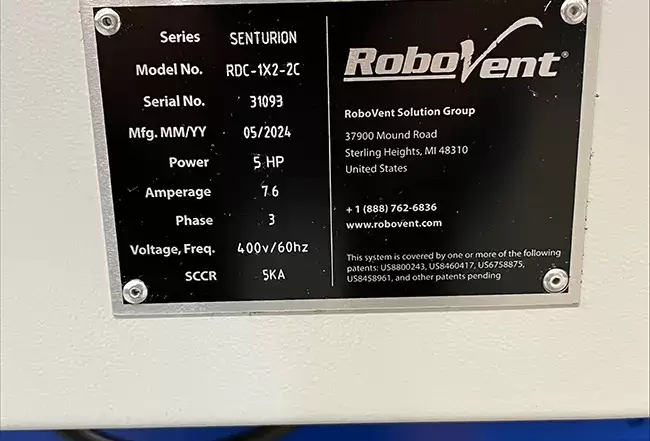 Series SENTURION
Model No. RDC-1X2-2C
Serial No. 31093
Mfg. MM/YY 05/2024
Power 5 HP
Amperage 7.6
Phase 3
Voltage, Freq. 400v/60hz
SCCR 5KA
RoboVent®
RoboVent Solution Group
37900 Mound Road
Sterling Heights, MI 48310
United States
+ 1 (888) 762-6836
www.robovent.com
This system is covered by one or more of the following
patents: US8800243, US8460417, US6758875,
US8458961, and other patents pending